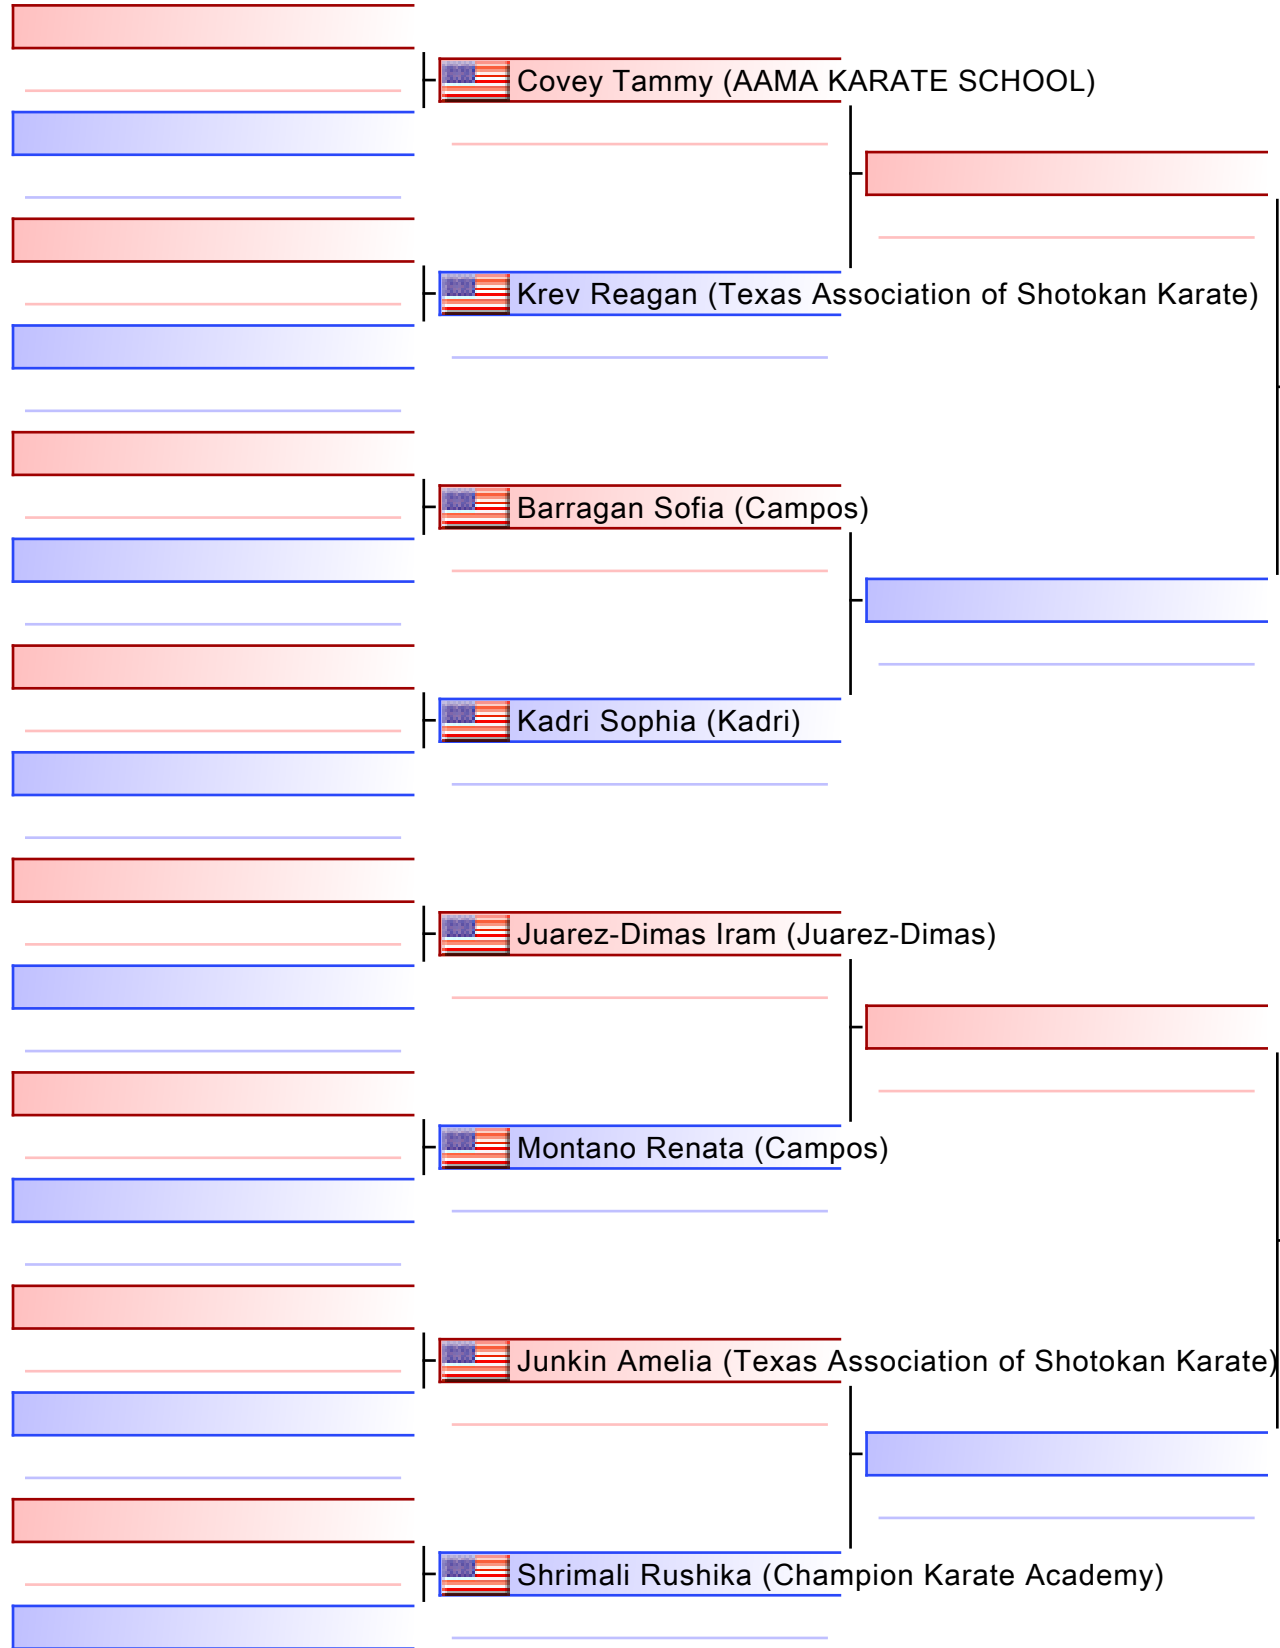 Covey Tammy (AAMA KARATE SCHOOL)
Krev Reagan (Texas Association of Shotokan Karate)
Barragan Sofia (Campos)
Kadri Sophia (Kadri)
Juarez-Dimas Iram (Juarez-Dimas)
Montano Renata (Campos)
Junkin Amelia (Texas Association of Shotokan Karate)
Shrimali Rushika (Champion Karate Academy)